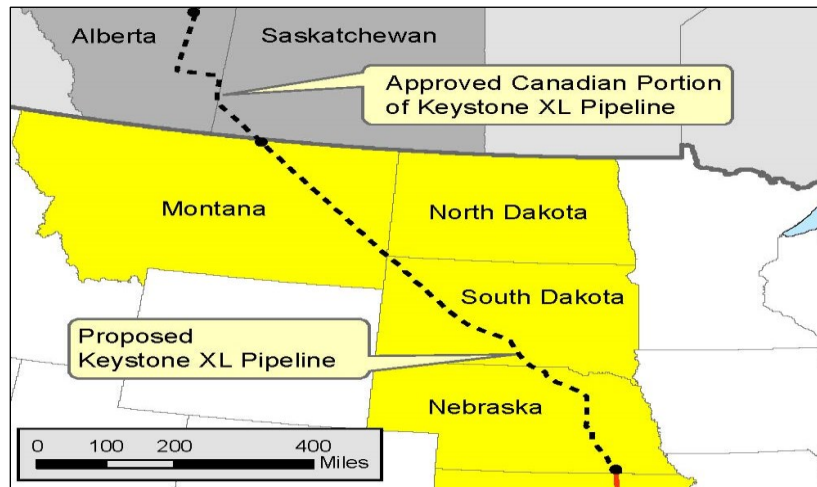 Alberta
Saskatchewan
Approved Canadian Portion
of Keystone XL Pipeline
Montana
North Dakota
South Dakota
Proposed
Keystone XL Pipeline
Nebraska
0 100 200 400
Miles